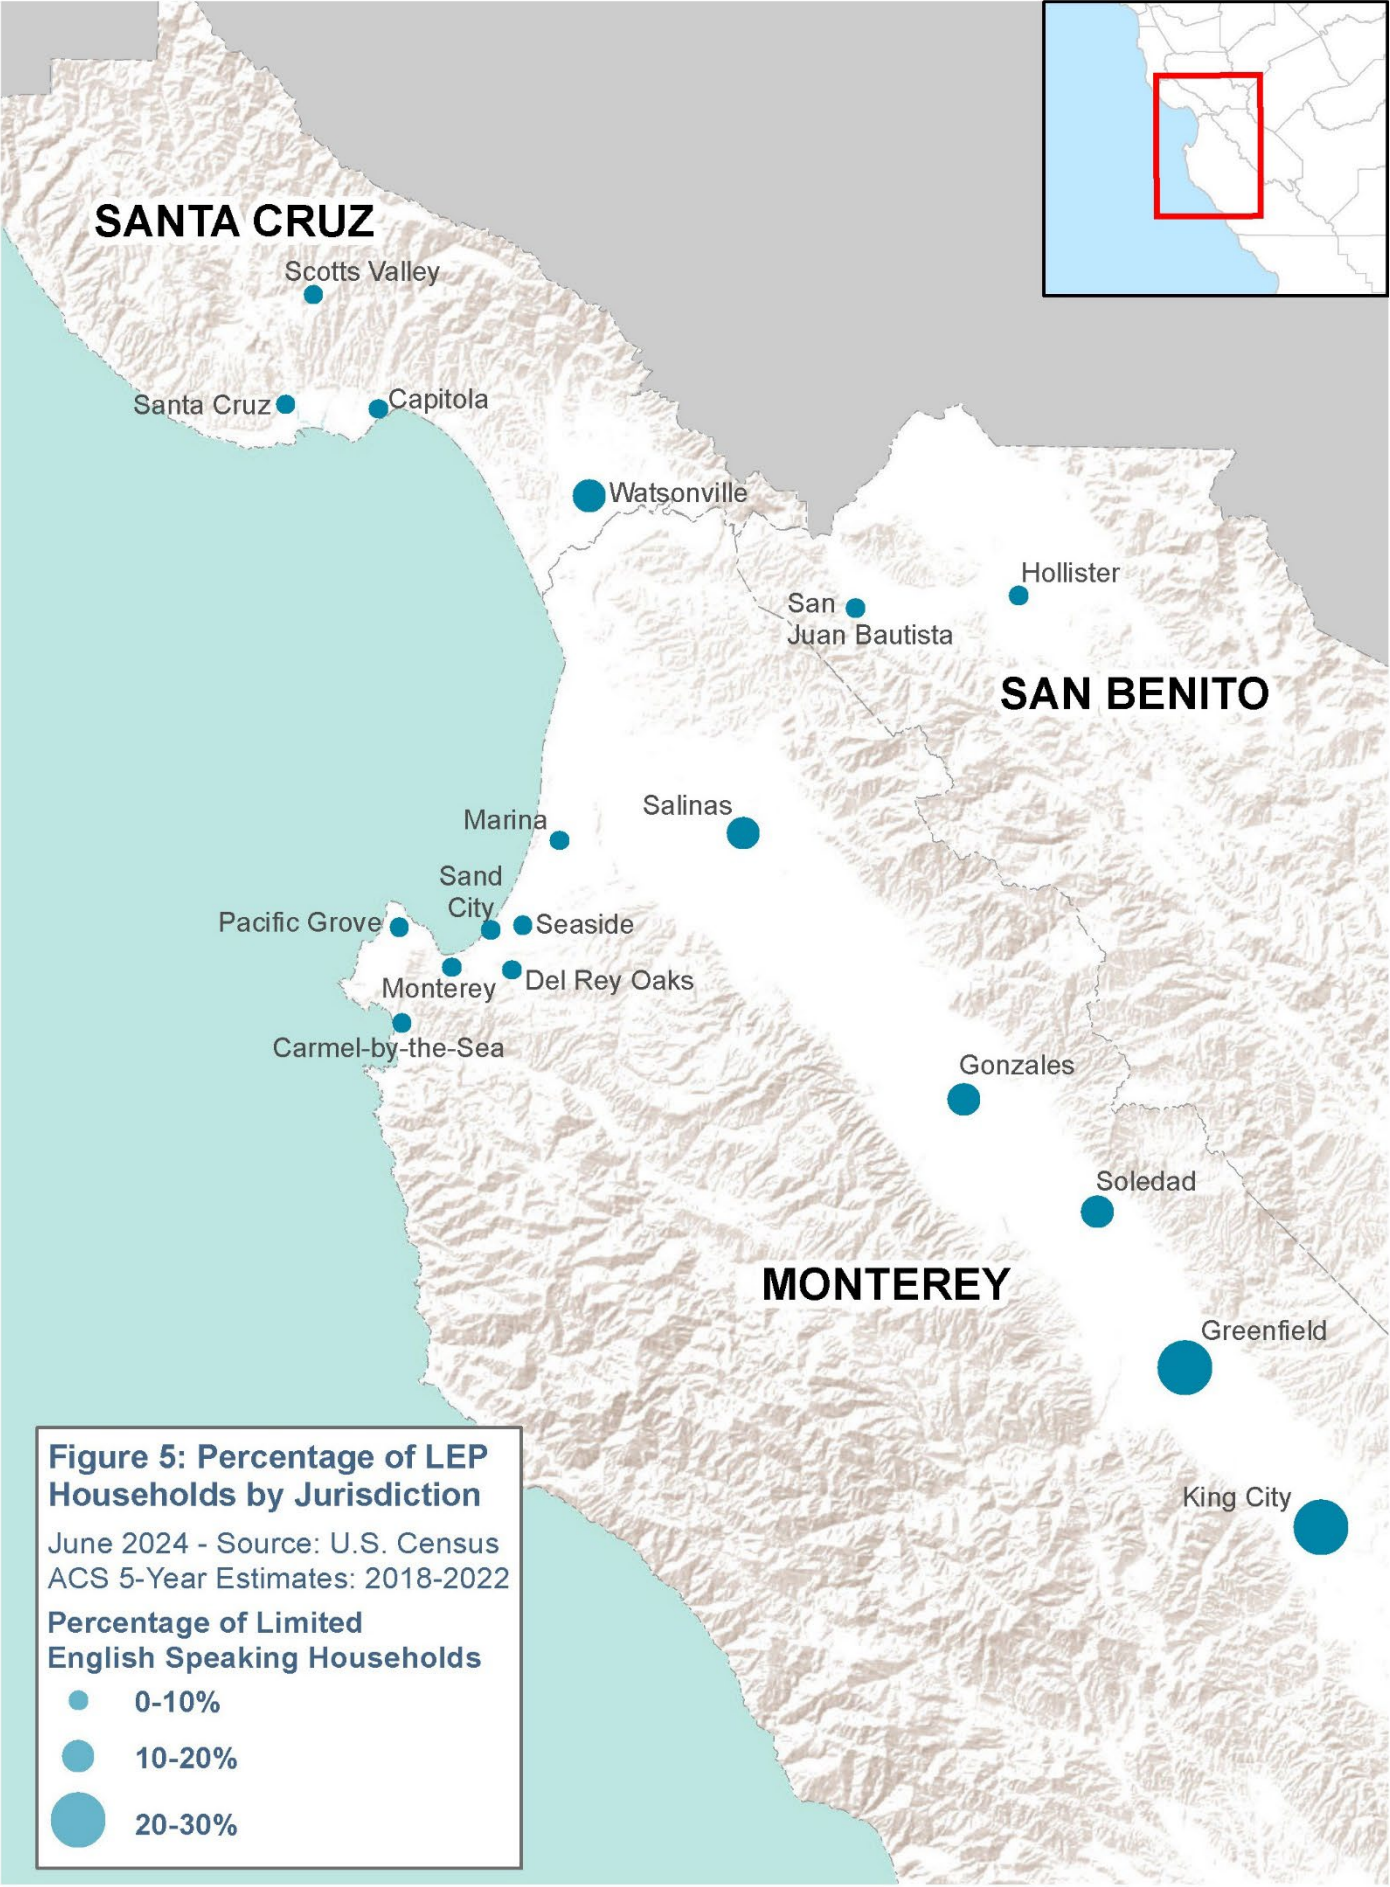 SANTA CRUZ
Scotts Valley
Santa Cruz
Capitola
Watsonville
Hollister
San
Juan Bautista
SAN BENITO
Salinas
Marina
Sand
City
Pacific Grove
Seaside
Monterey
Del Rey Oaks
Carmel-by-the-Sea
Gonzales
Soledad
MONTEREY
Greenfield
King City
Figure 5: Percentage of LEP
Households by Jurisdiction
June 2024 - Source: U.S. Census
ACS 5-Year Estimates: 2018-2022
Percentage of Limited
English Speaking Households
0-10%
10-20%
20-30%